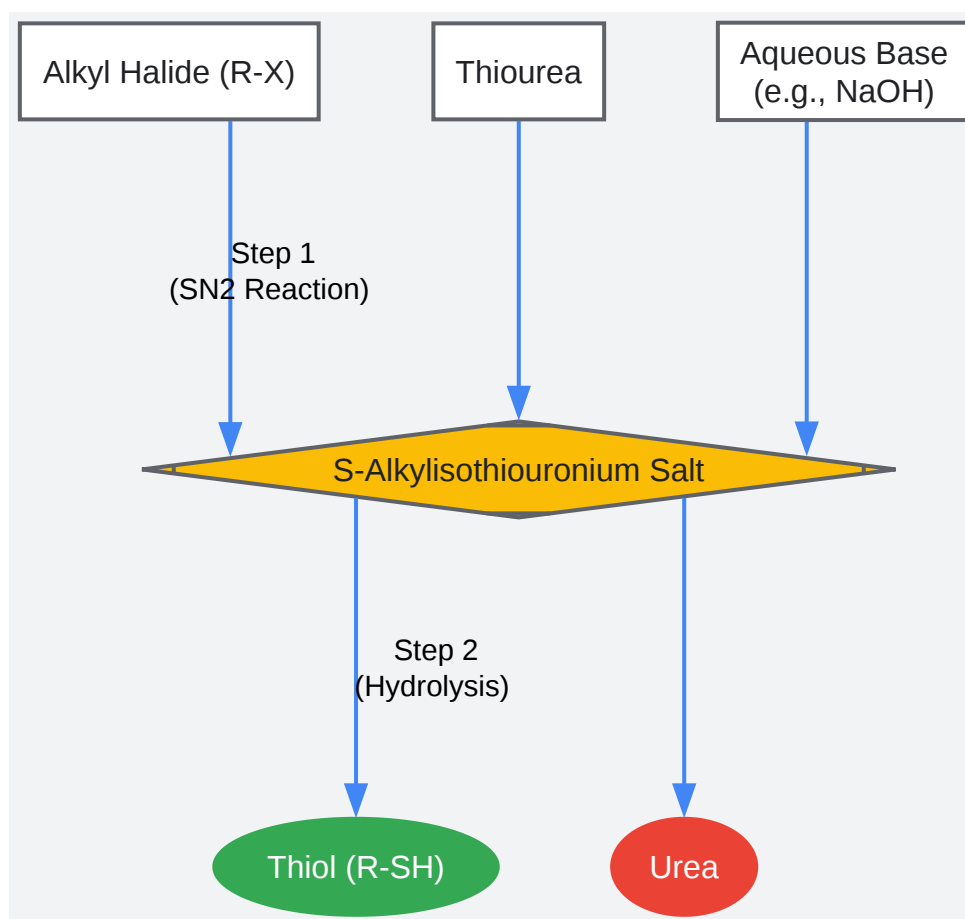 Alkyl Halide (R-X)
Thiourea
Aqueous Base
(e.g., NaOH)
Step 1
(SN2 Reaction)
S-Alkylisothiouronium Salt
Step 2
(Hydrolysis)
Thiol (R-SH)
Urea